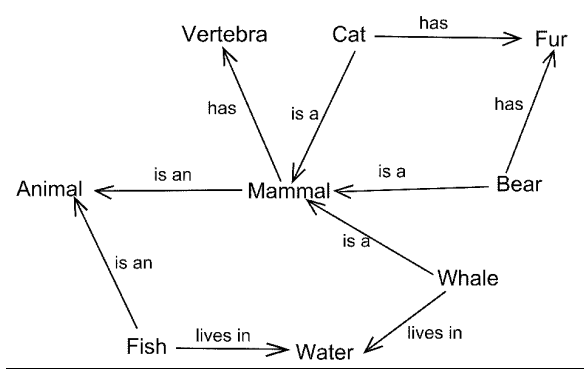 Vertebra
Cat
has
Fur
has
is a
has
Animal
is an
Mammal
is a
Bear
is an
is a
Whale
Fish
lives in
Water
lives in